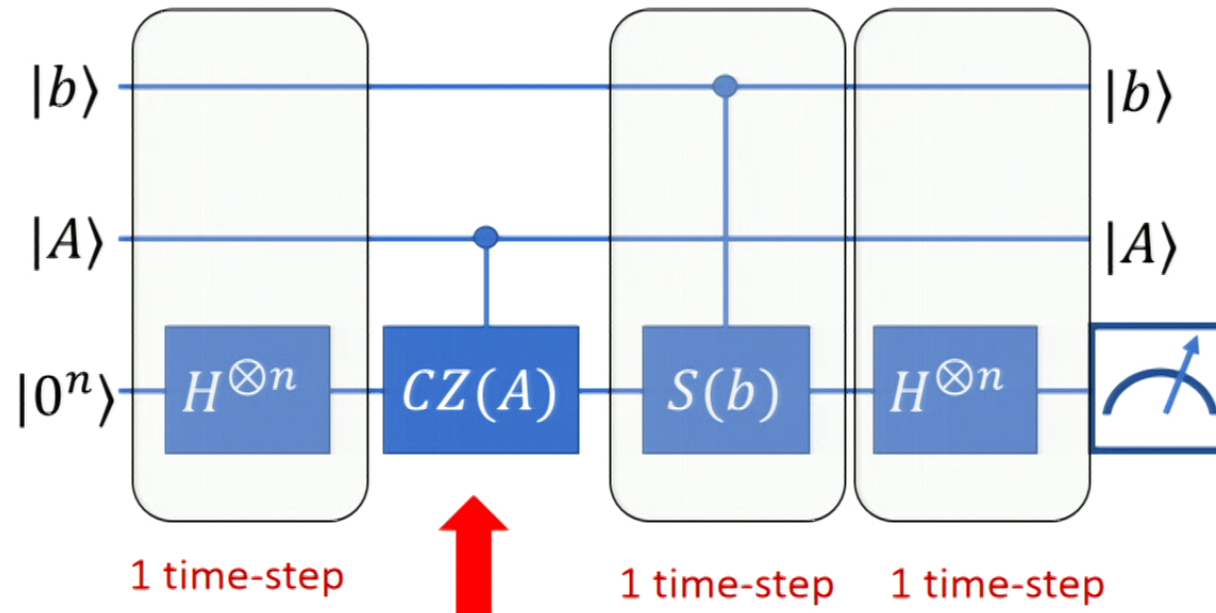 |b⟩ |b⟩
|A⟩ |A⟩
|0ⁿ⟩ H^{⊗n} CZ(A) S(b) H^{⊗n}
1 time-step 1 time-step 1 time-step